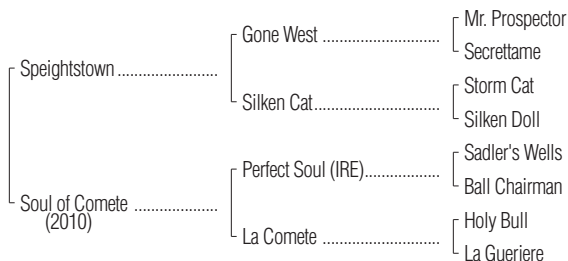 Mr. Prospector
Gone West ..............................
Secrettame
Speightstown .........................
Storm Cat
Silken Cat................................
Silken Doll
Sadler's Wells
Perfect Soul (IRE)...................
Ball Chairman
Soul of Comete .....................
(2010)
Holy Bull
La Comete .............................
La Gueriere